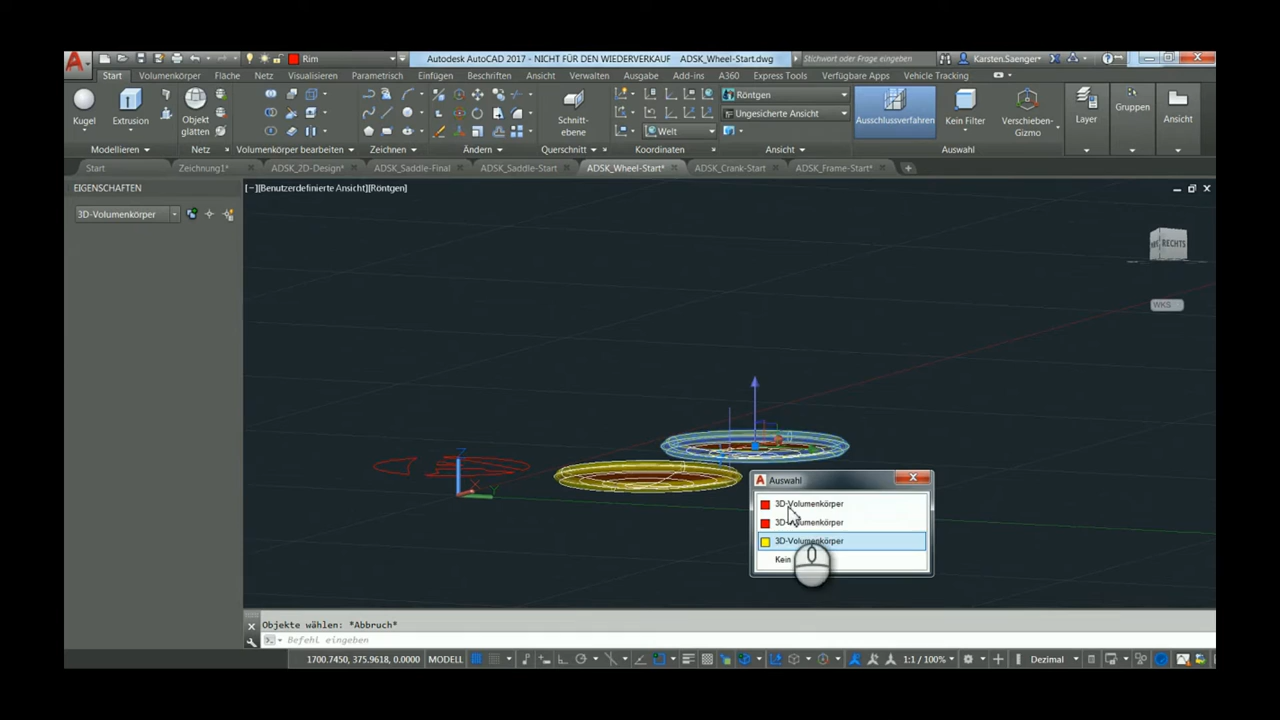 Rim
Autodesk AutoCAD 2017 - NICHT FÜR DEN WIEDERVERKAUF ADSK_Wheel-Start.dwg
Stichwort oder Frage eingeben
Karsten.Saenger...
Start Volumenkörper Fläche Netz Visualisieren Parametrisch Einfügen Beschriften Ansicht Verwalten Ausgabe Add-ins A360 Express Tools Verfügbare Apps Vehicle Tracking
Kugel
Extrusion
Objekt
glätten
Schnitt-
ebene
Welt
Röntgen
Ungesicherte Ansicht
Ausschlussverfahren
Kein Filter
Verschieben-
Gizmo
Layer
Gruppen
Ansicht
Modellieren Netz Volumenkörper bearbeiten Zeichnen Ändern Querschnitt Koordinaten Ansicht Auswahl
Start Zeichnung1* ADSK_2D-Design* ADSK_Saddle-Final ADSK_Saddle-Start ADSK_Wheel-Start* ADSK_Crank-Start ADSK_Frame-Start*
EIGENSCHAFTEN
[−][Benutzerdefinierte Ansicht][Röntgen]
3D-Volumenkörper
RECHTS
WKS
Z
X
Y
Auswahl
3D-Volumenkörper
3D-Volumenkörper
3D-Volumenkörper
Kein
Objekte wählen: *Abbruch*
Befehl eingeben
1700.7450, 375.9618, 0.0000 MODELL 1:1 / 100% Dezimal